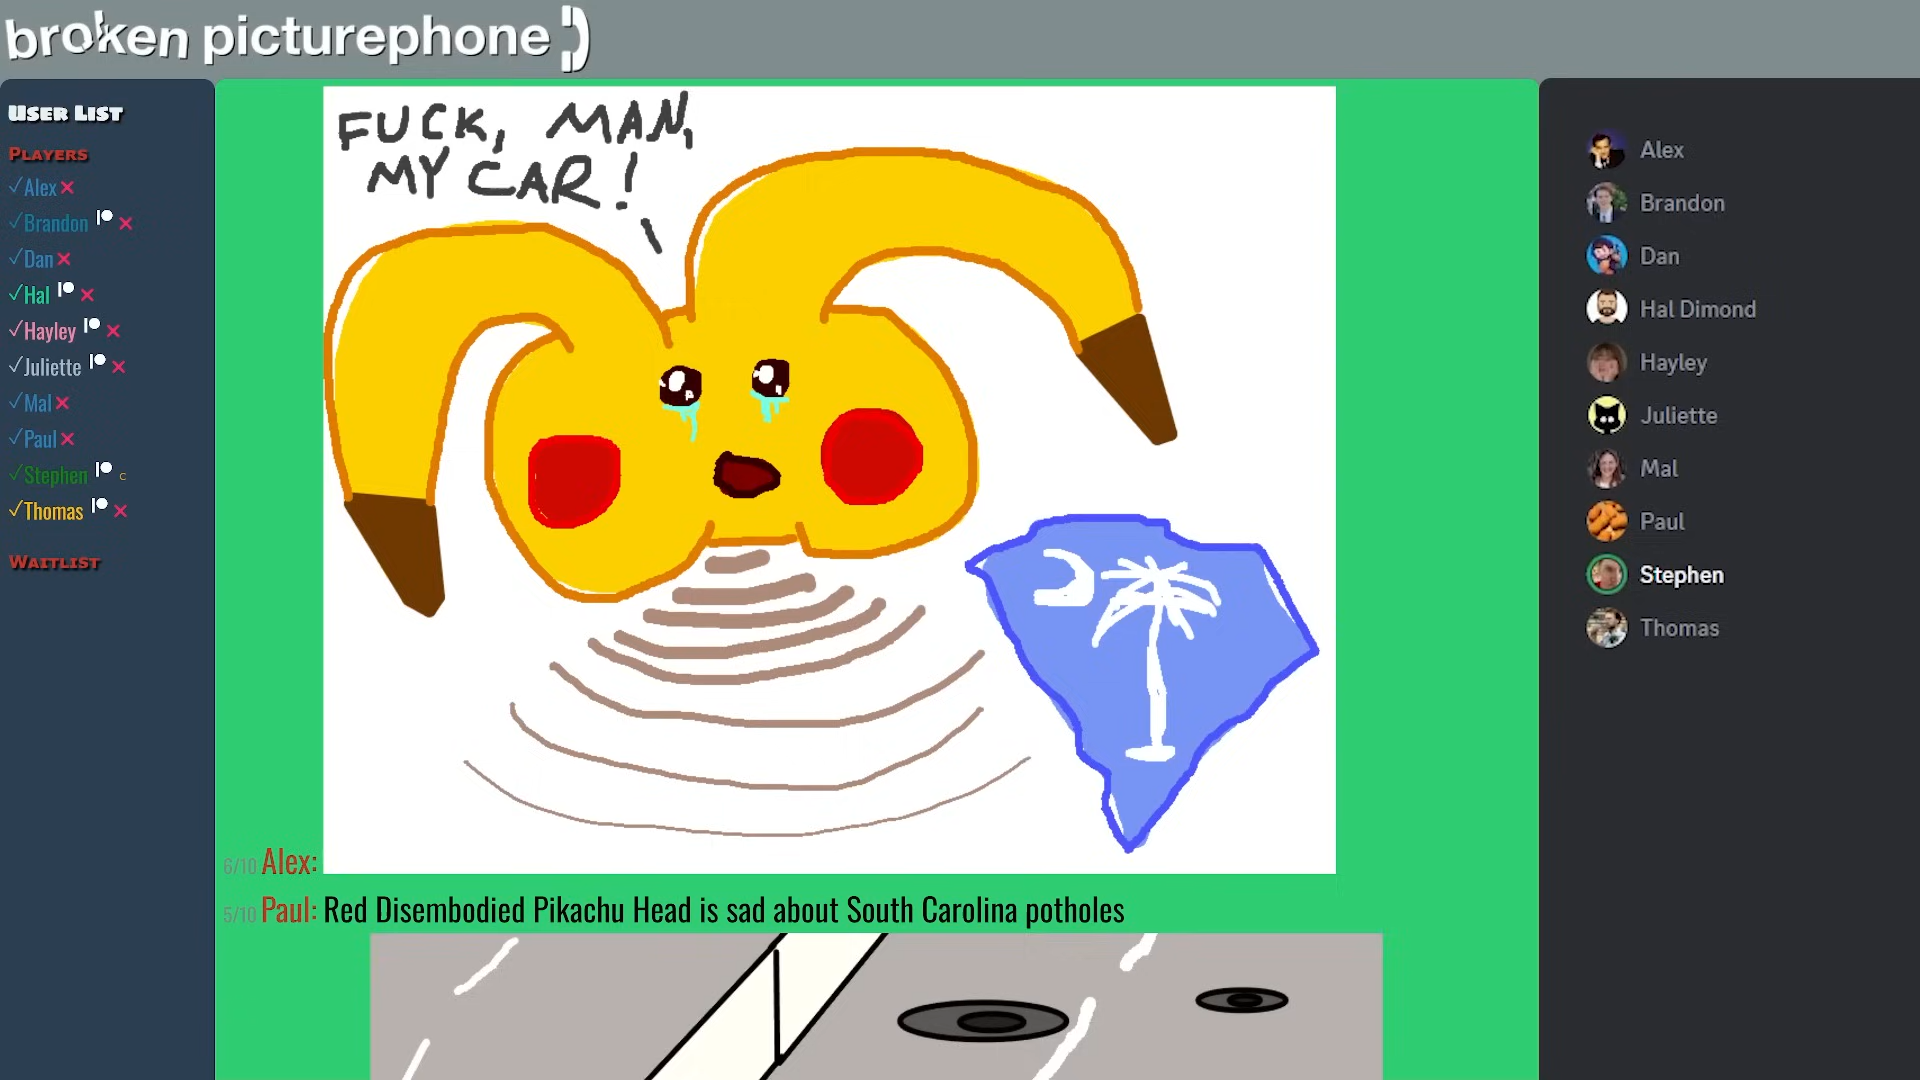 broken picturephone ;)
User List
Players
✓Alex ×
✓Brandon ×
✓Dan ×
✓Hal ×
✓Hayley ×
✓Juliette ×
✓Mal ×
✓Paul ×
✓Stephen c
✓Thomas ×
Waitlist
FUCK, MAN,
MY CAR!
6/10 Alex:
5/10 Paul: Red Disembodied Pikachu Head is sad about South Carolina potholes
Alex
Brandon
Dan
Hal Dimond
Hayley
Juliette
Mal
Paul
Stephen
Thomas